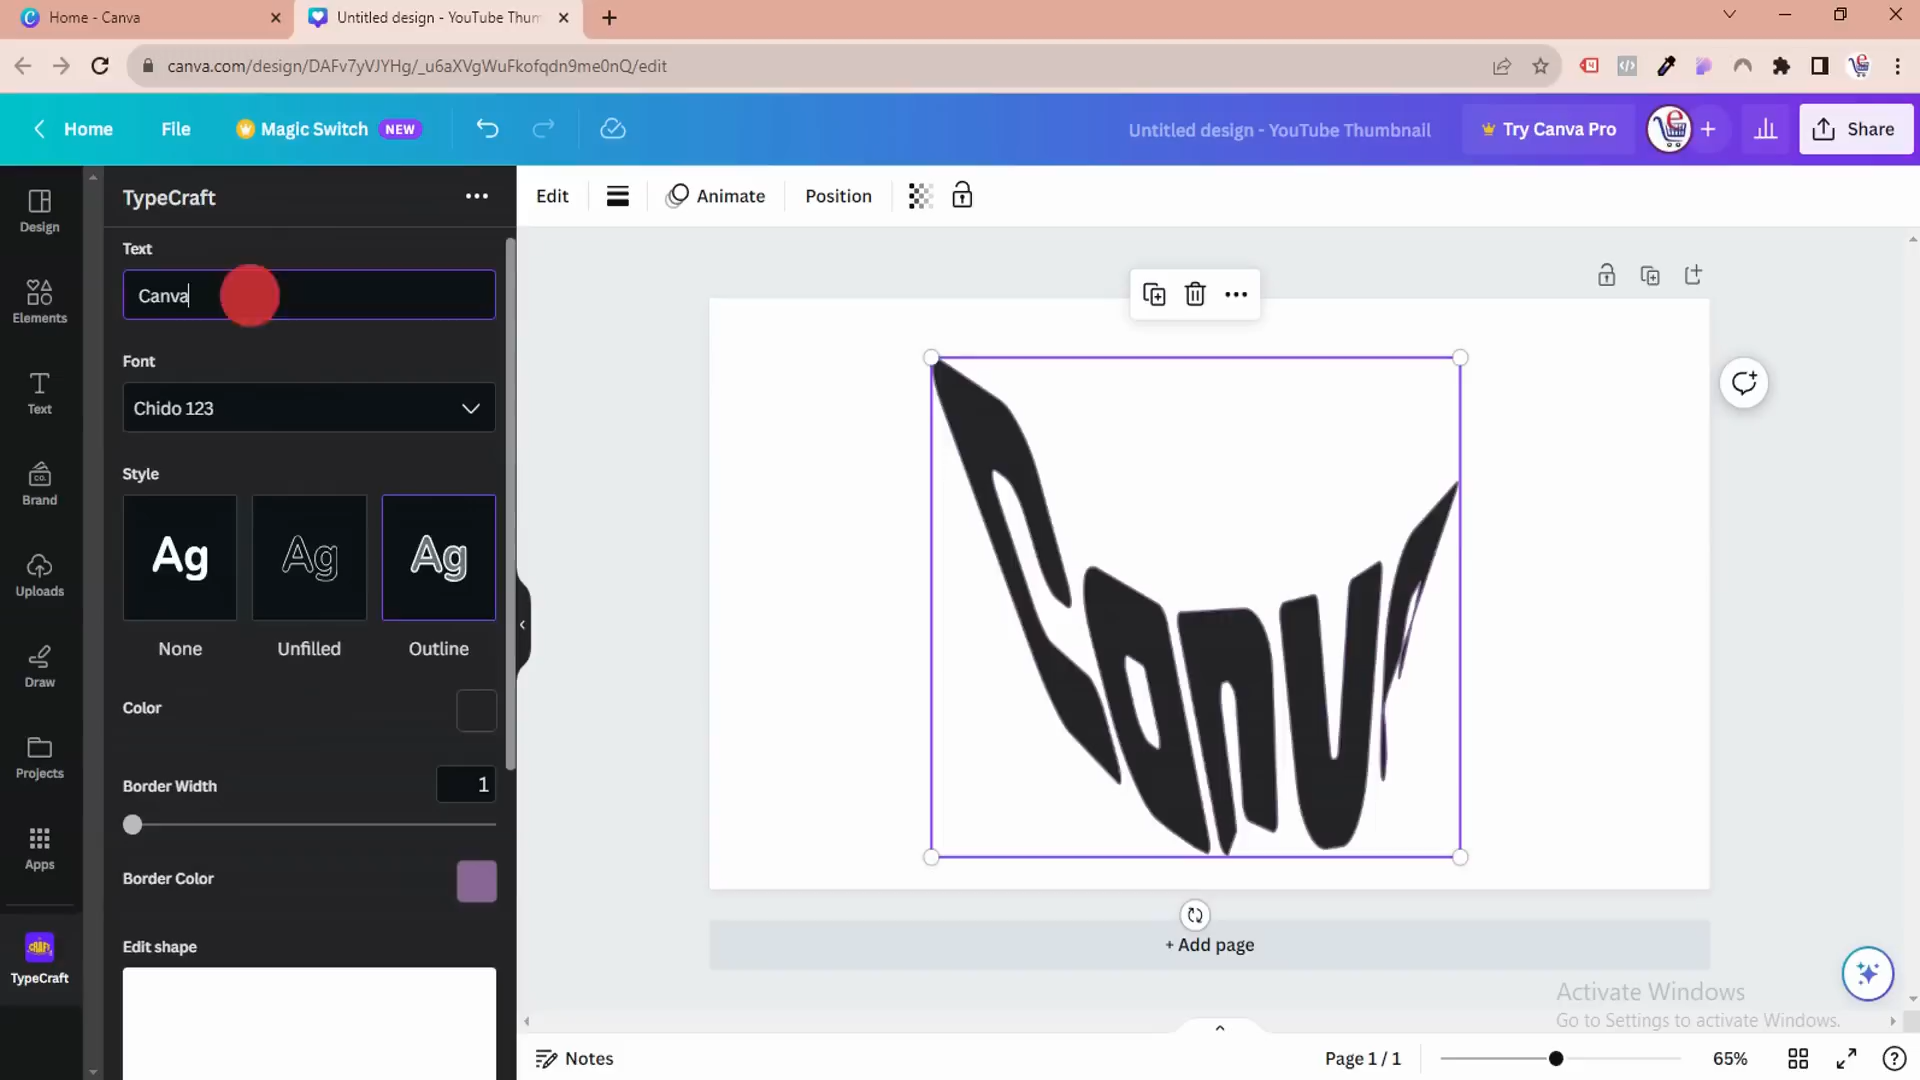 Home - Canva
Untitled design - YouTube Thum
canva.com/design/DAFv7yVJYHg/_u6aXVgWuFkofqdn9me0nQ/edit
Home
File
Magic Switch NEW
Untitled design - YouTube Thumbnail
Try Canva Pro
Share
Design
Elements
Text
Brand
Uploads
Draw
Projects
Apps
CRAFT
TypeCraft
TypeCraft
Text
Canva
Font
Chido 123
Style
Ag
Ag
Ag
None
Unfilled
Outline
Color
Border Width
1
Border Color
Edit shape
Edit
Animate
Position
Canva
+ Add page
Activate Windows
Go to Settings to activate Windows.
Notes
Page 1 / 1
65%